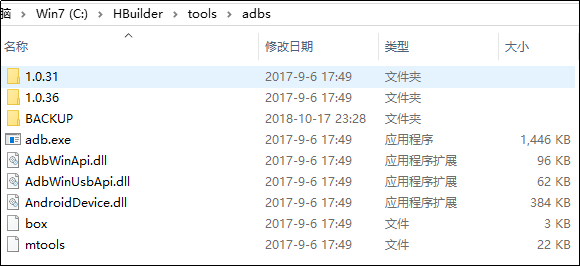 脑 > Win7 (C:) > HBuilder > tools > adbs
名称 修改日期 类型 大小
1.0.31 2017-9-6 17:49 文件夹
1.0.36 2017-9-6 17:49 文件夹
BACKUP 2018-10-17 23:28 文件夹
adb.exe 2017-9-6 17:49 应用程序 1,446 KB
AdbWinApi.dll 2017-9-6 17:49 应用程序扩展 96 KB
AdbWinUsbApi.dll 2017-9-6 17:49 应用程序扩展 62 KB
AndroidDevice.dll 2017-9-6 17:49 应用程序扩展 384 KB
box 2017-9-6 17:49 文件 3 KB
mtools 2017-9-6 17:49 文件 22 KB